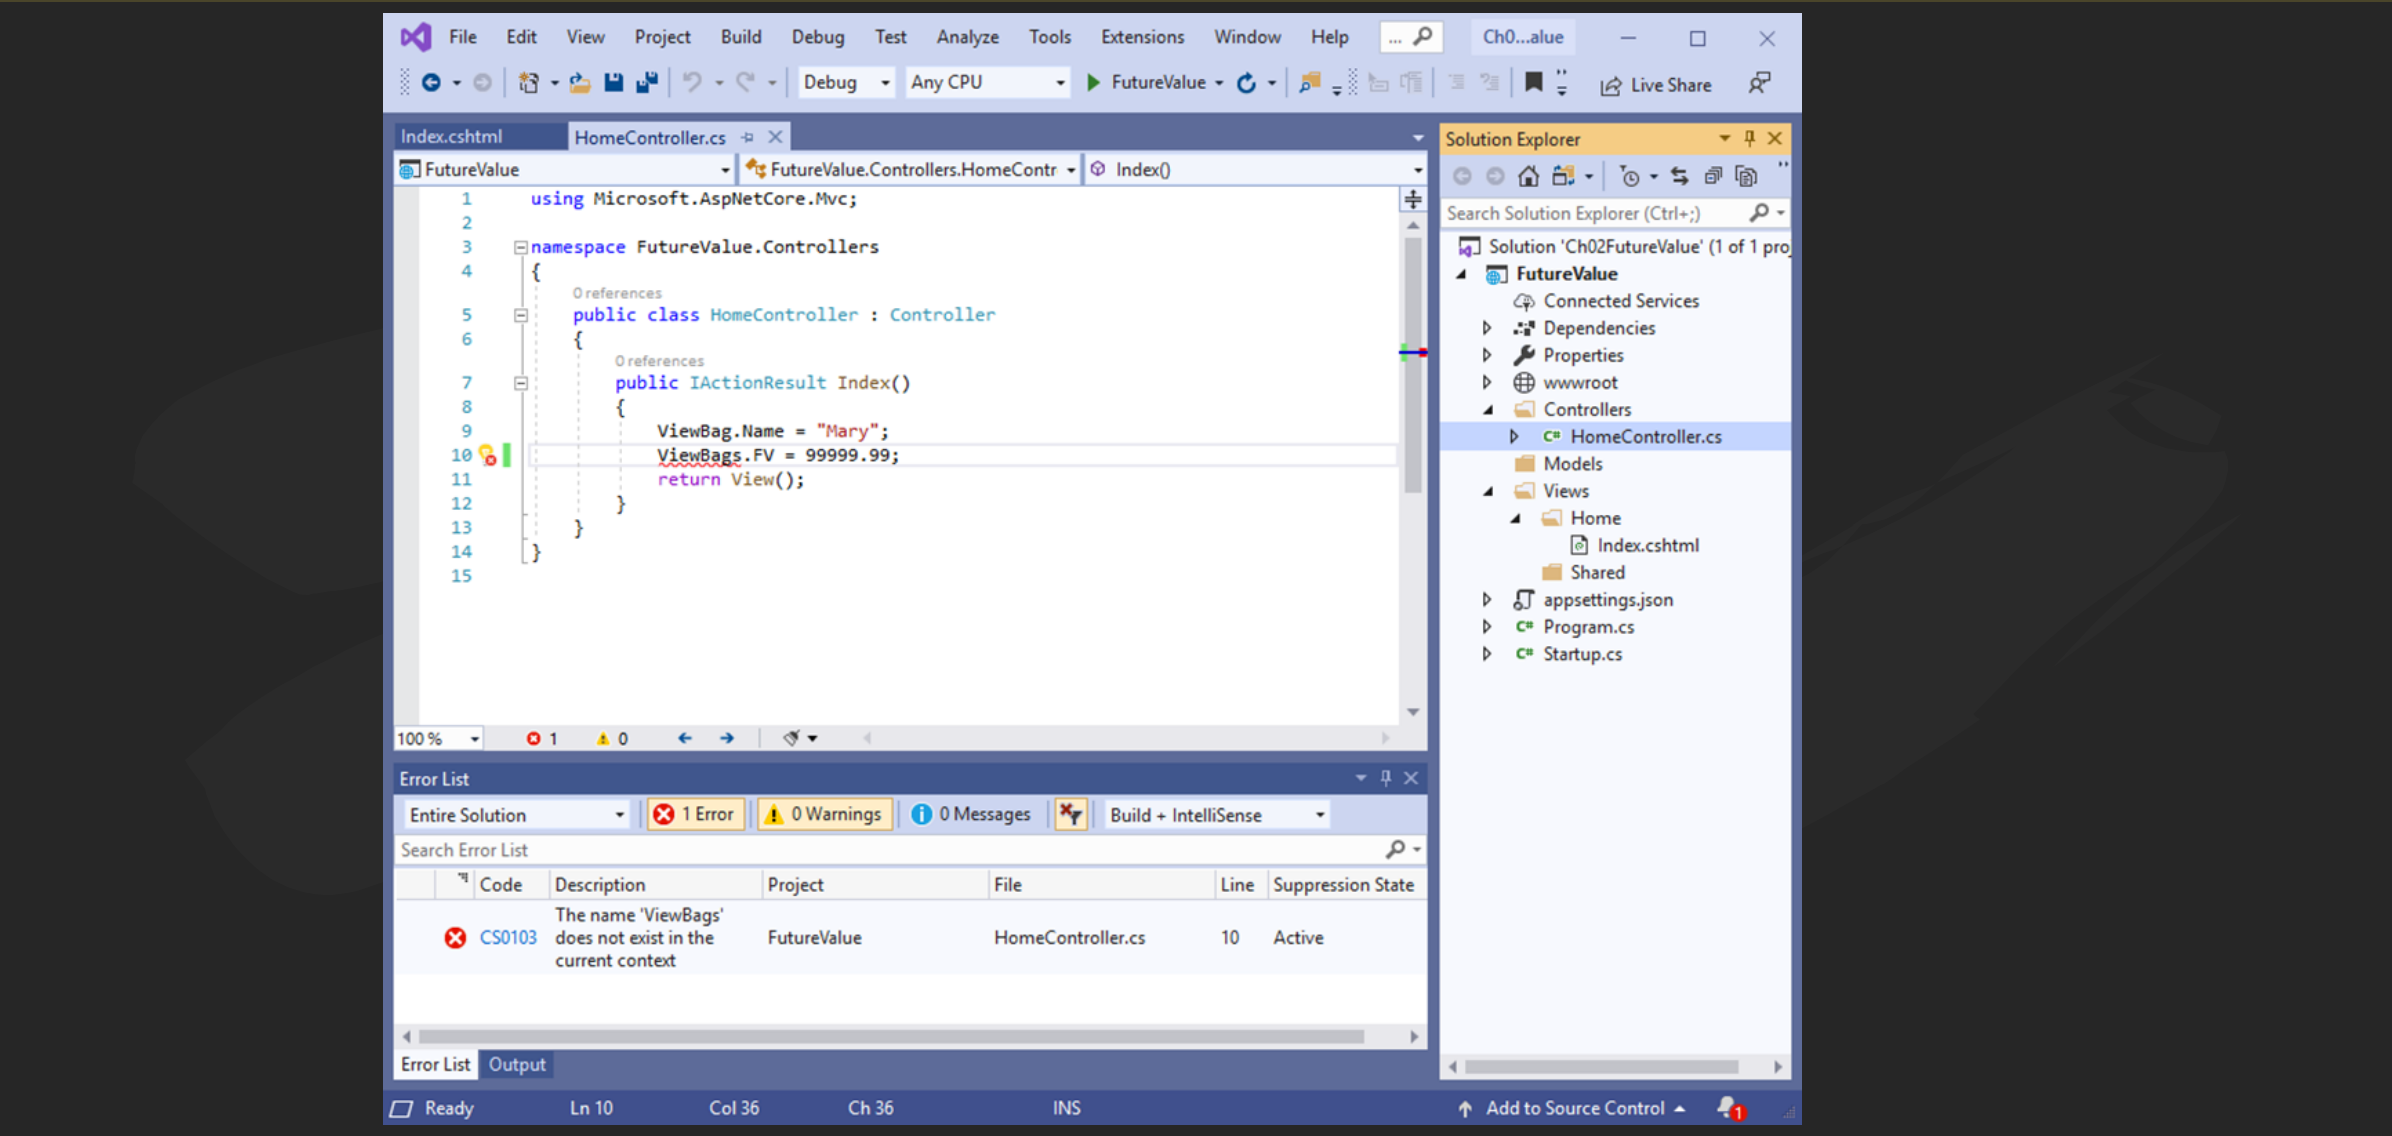 File Edit View Project Build Debug Test Analyze Tools Extensions Window Help ... Ch0...alue
Debug Any CPU FutureValue Live Share
Index.cshtml HomeController.cs
FutureValue FutureValue.Controllers.HomeContr Index()
1 using Microsoft.AspNetCore.Mvc;
2
3 namespace FutureValue.Controllers
4 {
0 references
5 public class HomeController : Controller
6 {
0 references
7 public IActionResult Index()
8 {
9 ViewBag.Name = "Mary";
10 ViewBags.FV = 99999.99;
11 return View();
12 }
13 }
14 }
15
100 % 1 0
Error List
Entire Solution 1 Error 0 Warnings 0 Messages Build + IntelliSense
Search Error List
Code Description Project File Line Suppression State
The name 'ViewBags'
CS0103 does not exist in the FutureValue HomeController.cs 10 Active
current context
Error List Output
Solution Explorer
Search Solution Explorer (Ctrl+;)
Solution 'Ch02FutureValue' (1 of 1 proj
FutureValue
Connected Services
Dependencies
Properties
wwwroot
Controllers
C# HomeController.cs
Models
Views
Home
Index.cshtml
Shared
appsettings.json
C# Program.cs
C# Startup.cs
Ready Ln 10 Col 36 Ch 36 INS Add to Source Control 1